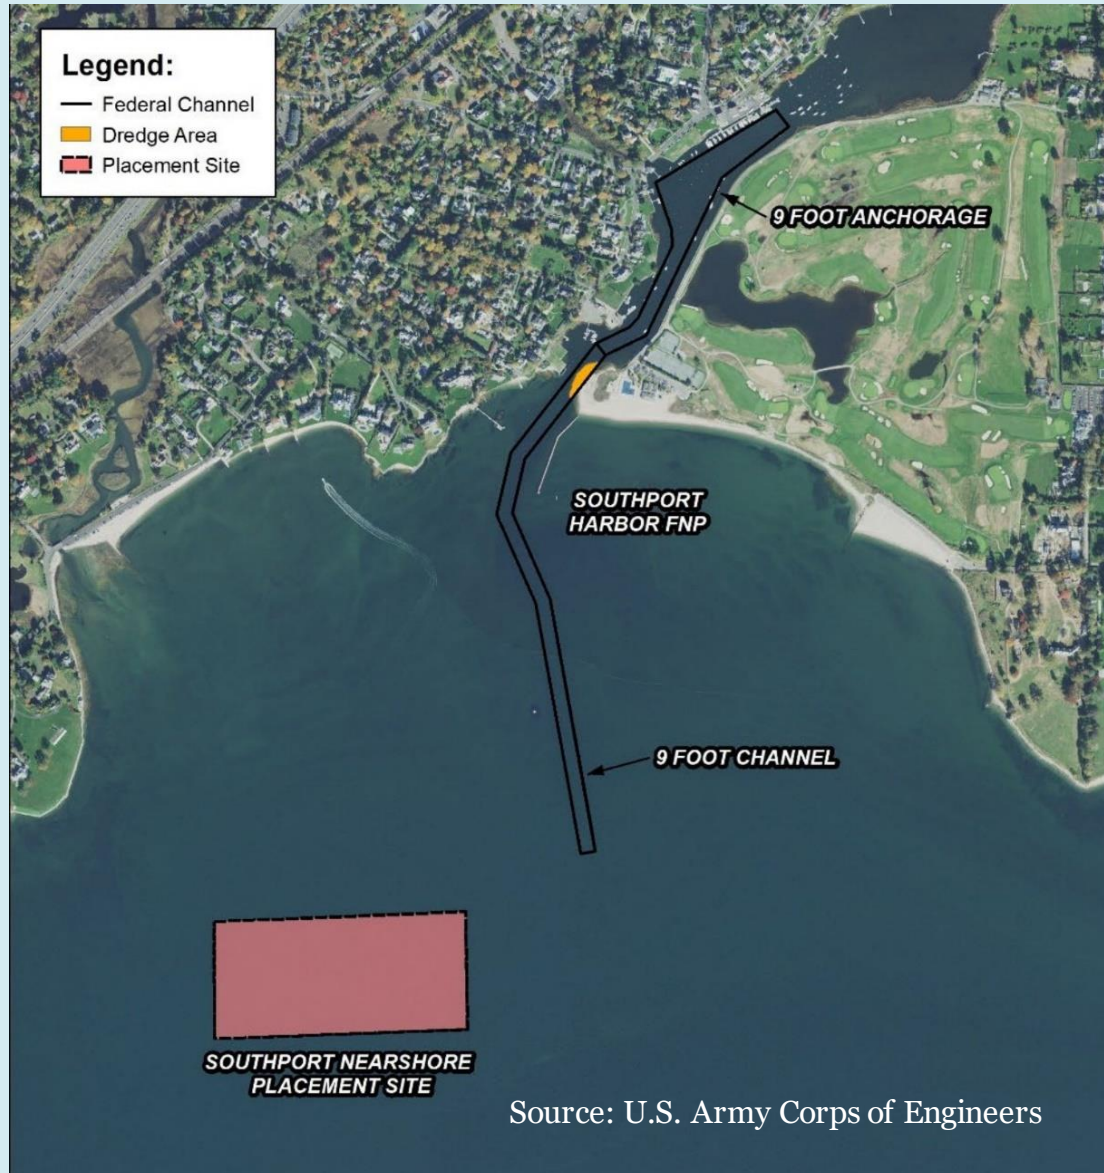 Legend:
Federal Channel
Dredge Area
Placement Site
9 FOOT ANCHORAGE
SOUTHPORT
HARBOR FNP
9 FOOT CHANNEL
SOUTHPORT NEARSHORE
PLACEMENT SITE
Source: U.S. Army Corps of Engineers